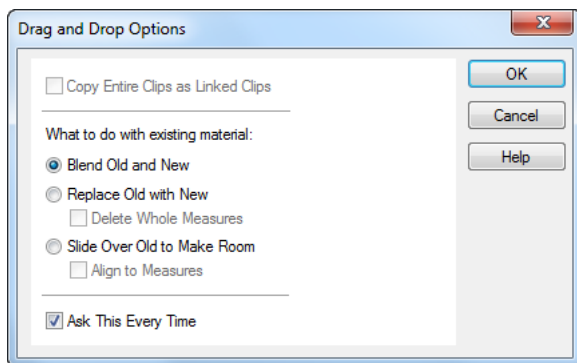 Drag and Drop Options
Copy Entire Clips as Linked Clips
What to do with existing material:
Blend Old and New
Replace Old with New
Delete Whole Measures
Slide Over Old to Make Room
Align to Measures
Ask This Every Time
OK
Cancel
Help